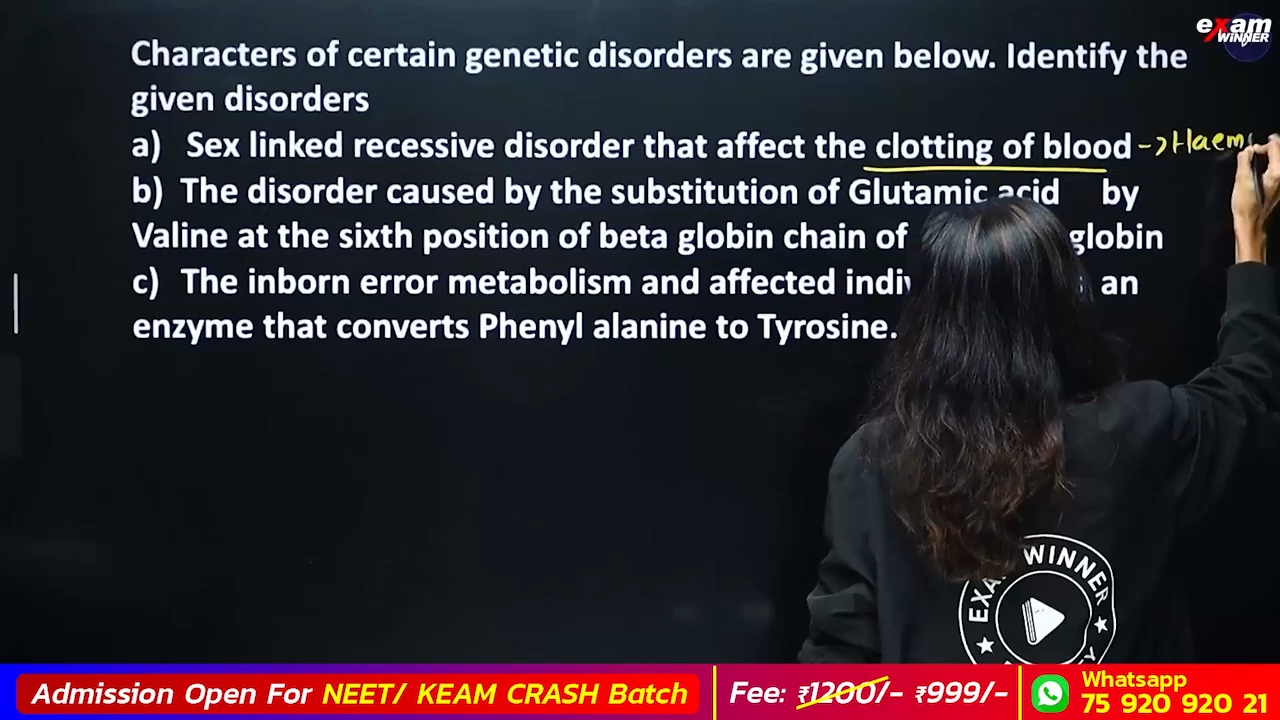 exam
WiNNER
Characters of certain genetic disorders are given below. Identify the
given disorders
a) Sex linked recessive disorder that affect the clotting of blood -> Haem
b) The disorder caused by the substitution of Glutamic acid by
Valine at the sixth position of beta globin chain of globin
c) The inborn error metabolism and affected an
enzyme that converts Phenyl alanine to Tyrosine.
WINNER
Admission Open For NEET/ KEAM CRASH Batch
Fee: ₹1200/- ₹999/-
Whatsapp
75 920 920 21